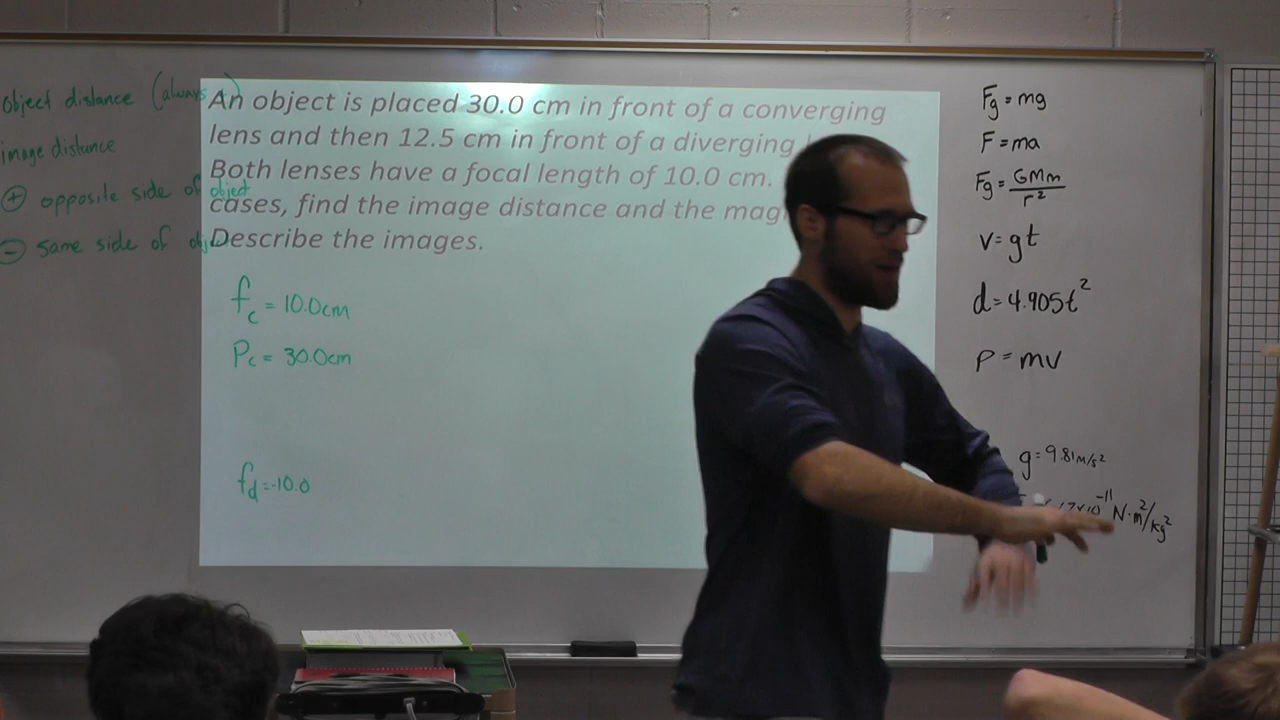 object distance (always
image distance
⊕ opposite side of object
⊖ same side of obj
An object is placed 30.0 cm in front of a converging
lens and then 12.5 cm in front of a diverging
Both lenses have a focal length of 10.0 cm.
cases, find the image distance and the mag
Describe the images.
fc = 10.0cm
Pc = 30.0cm
fd = -10.0
Fg = mg
F = ma
Fg = GMm/r²
v = gt
d = 4.905t²
P = mv
g = 9.81m/s²
⁻¹¹ N·m²/kg²